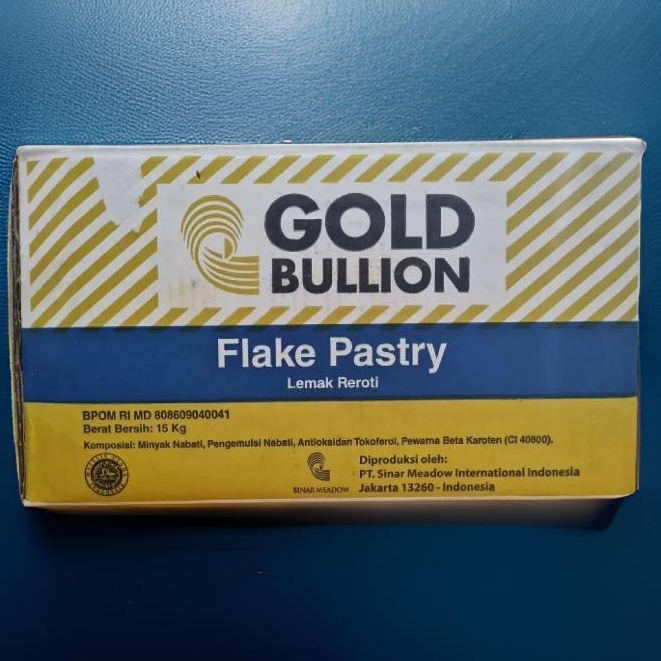 GOLD
BULLION
Flake Pastry
Lemak Reroti
BPOM RI MD 808609040041
Berat Bersih: 15 Kg
Komposisi: Minyak Nabati, Pengemulsi Nabati, Antioksidan Tokoferol, Pewarna Beta Karoten (CI 40800).
Diproduksi oleh:
PT. Sinar Meadow International Indonesia
SINAR MEADOW
Jakarta 13260 - Indonesia